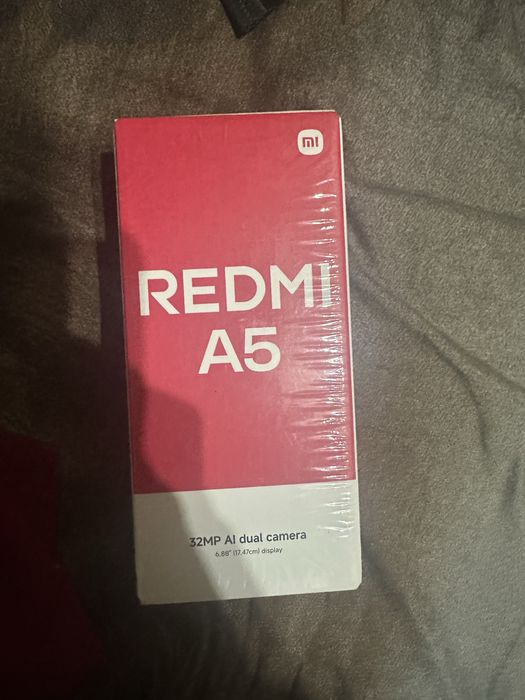 mi
REDMI
A5
32MP AI dual camera
6.88" (17.47cm) display